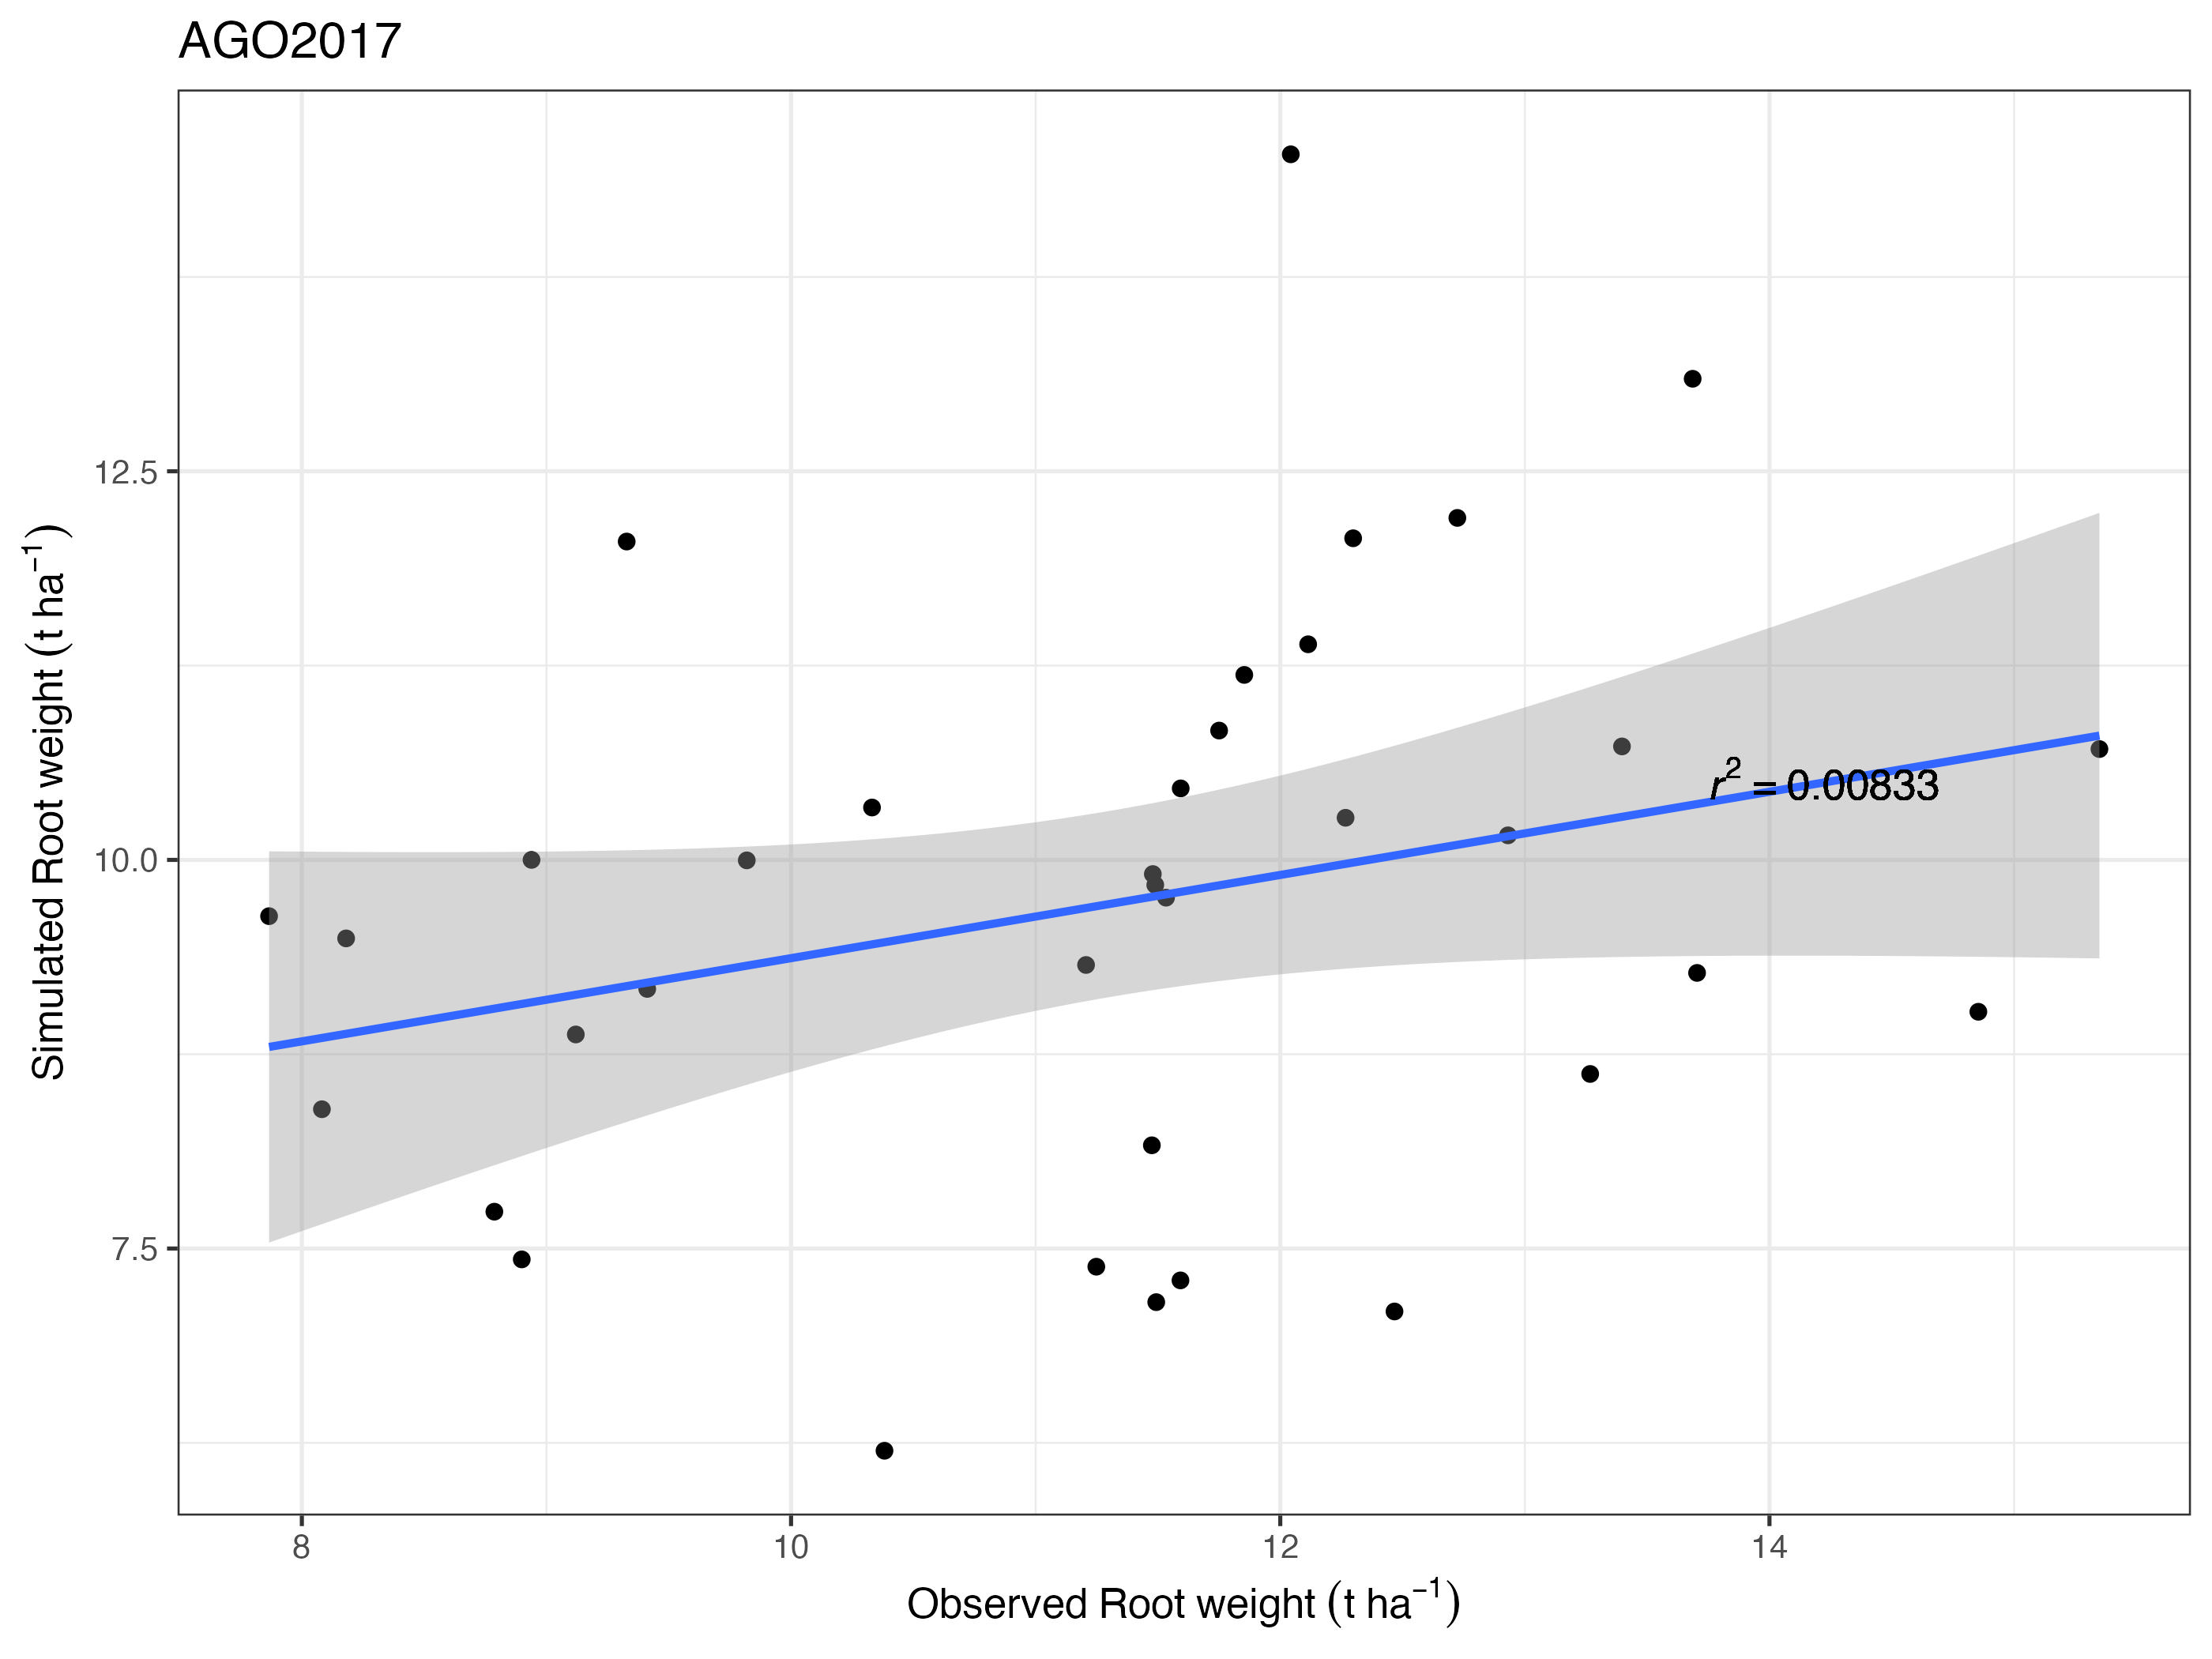 AGO2017
Simulated Root weight (t ha⁻¹)
12.5
10.0
7.5
r² = 0.00833
8 10 12 14
Observed Root weight (t ha⁻¹)